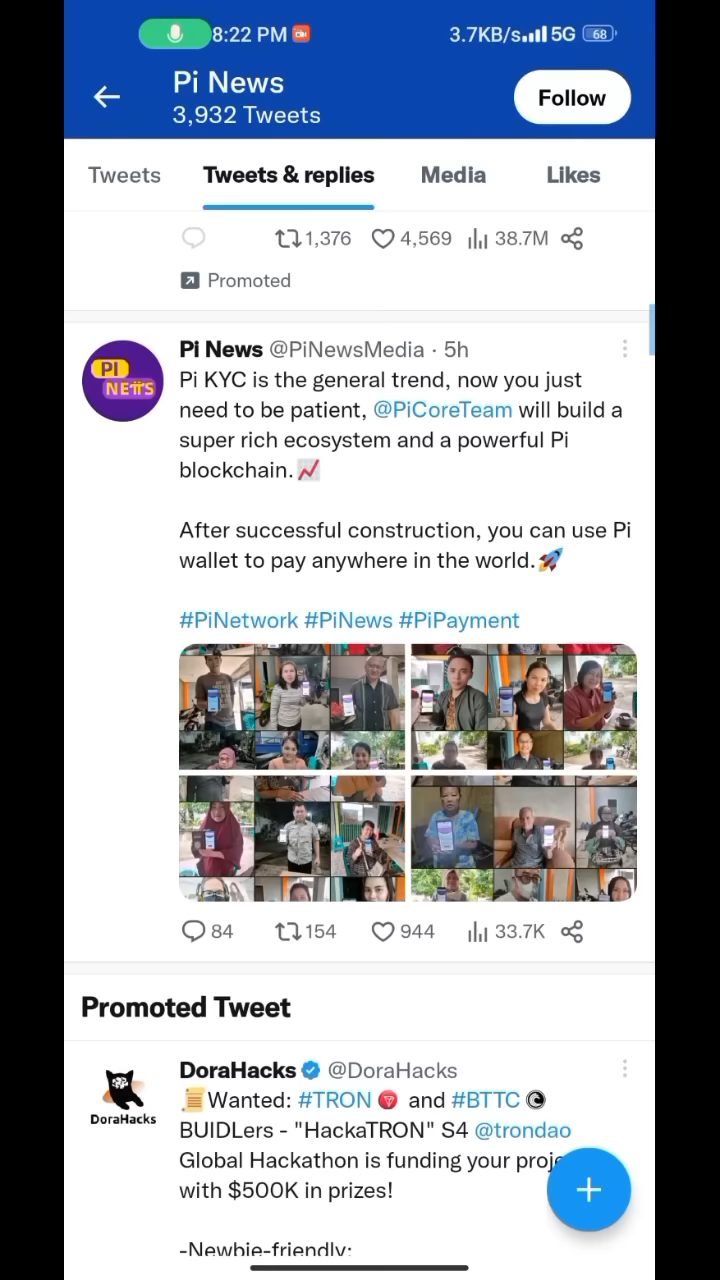 8:22 PM
3.7KB/s 5G 68
Pi News
3,932 Tweets
Follow
Tweets
Tweets & replies
Media
Likes
1,376 4,569 38.7M
Promoted
PI
NEWS
Pi News @PiNewsMedia · 5h
Pi KYC is the general trend, now you just
need to be patient, @PiCoreTeam will build a
super rich ecosystem and a powerful Pi
blockchain.📈
After successful construction, you can use Pi
wallet to pay anywhere in the world.🚀
#PiNetwork #PiNews #PiPayment
84 154 944 33.7K
Promoted Tweet
DoraHacks
DoraHacks @DoraHacks
📜Wanted: #TRON and #BTTC
BUIDLers - "HackaTRON" S4 @trondao
Global Hackathon is funding your proje
with $500K in prizes!
-Newbie-friendly: